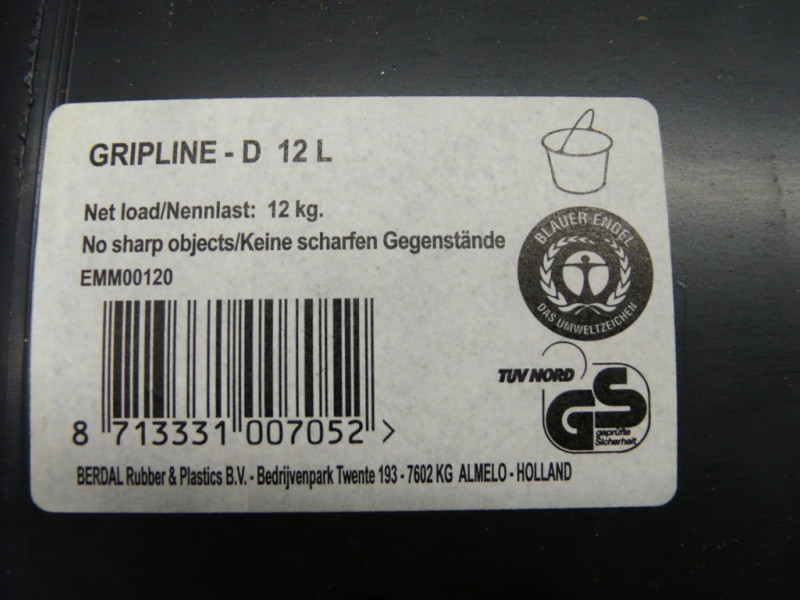 GRIPLINE - D 12 L
Net load/Nennlast: 12 kg.
No sharp objects/Keine scharfen Gegenstände
EMM00120
BLAUER ENGEL
DAS UMWELTZEICHEN
TÜV NORD
GS
geprüfte
Sicherheit
8 713331 007052 >
BERDAL Rubber & Plastics B.V. - Bedrijvenpark Twente 193 - 7602 KG ALMELO - HOLLAND